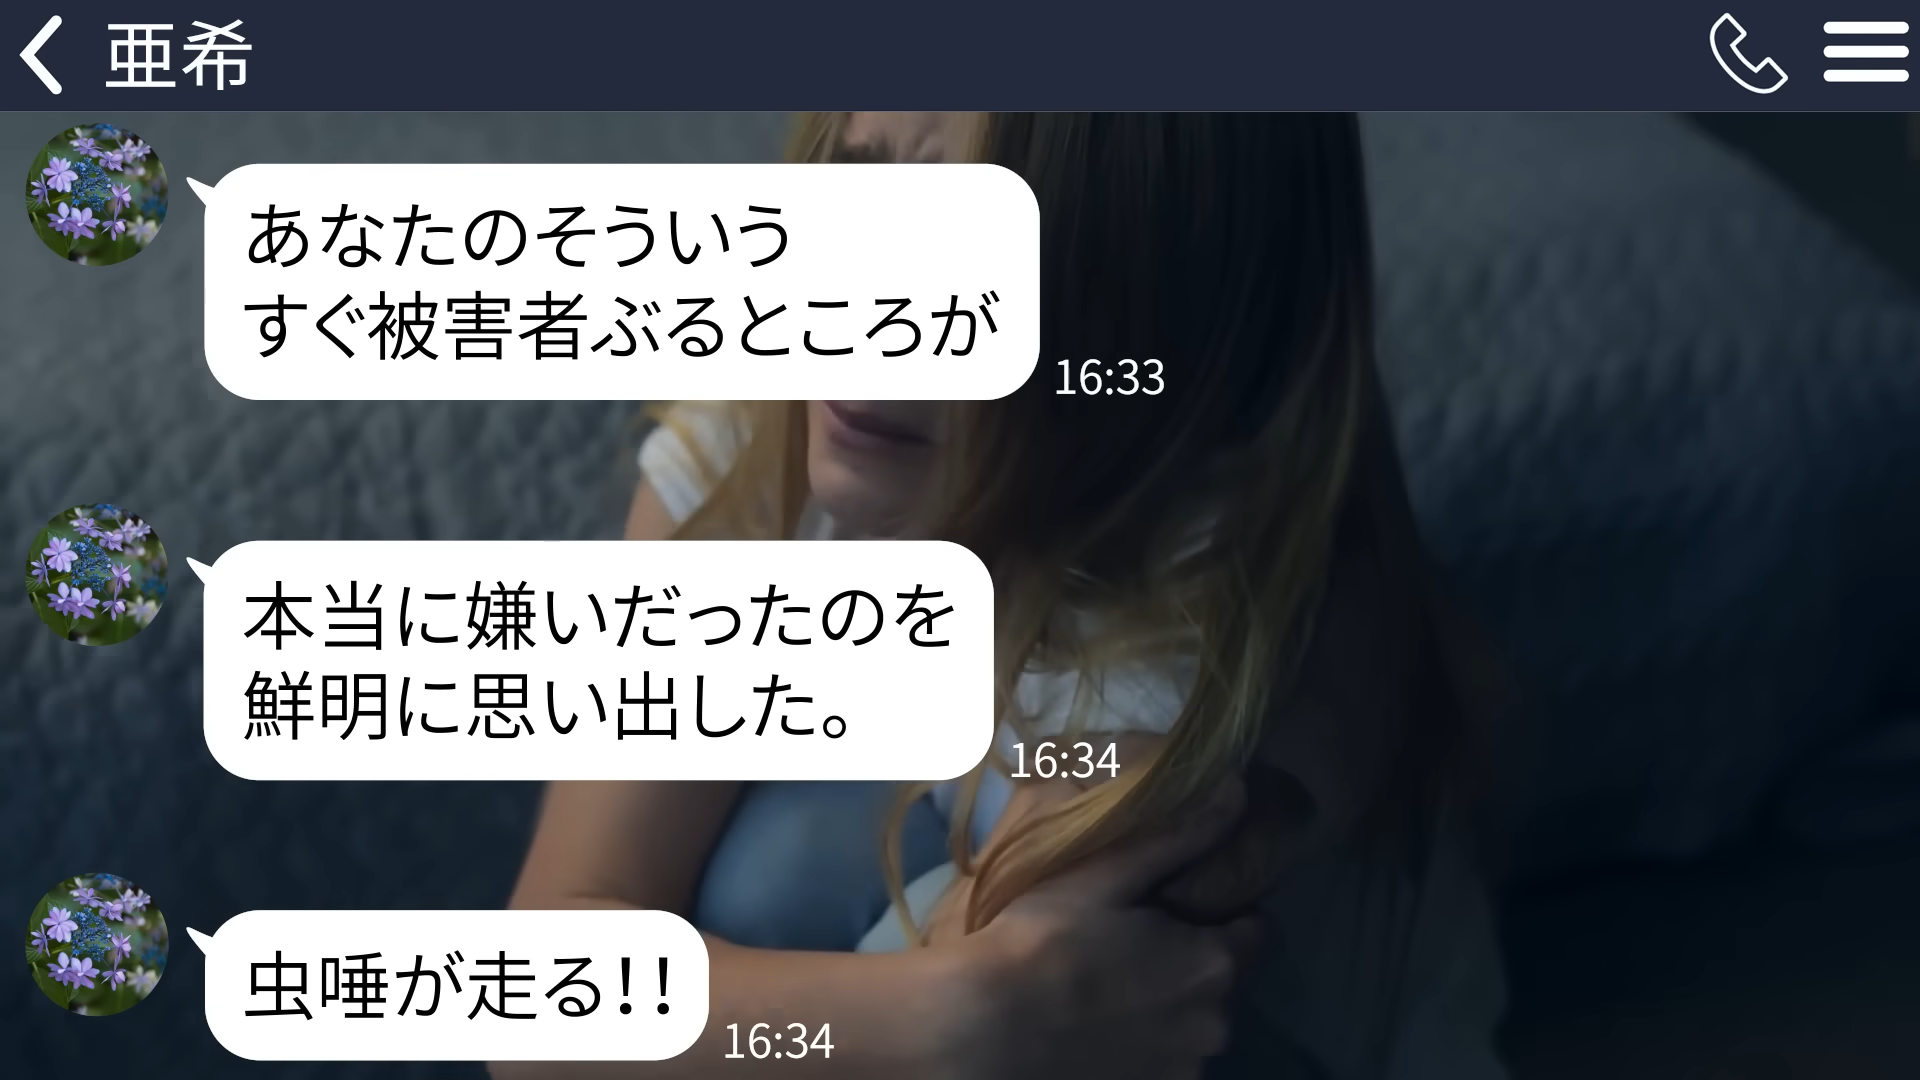 亜希
あなたのそういう
すぐ被害者ぶるところが
16:33
本当に嫌いだったのを
鮮明に思い出した。
16:34
虫唾が走る！！
16:34